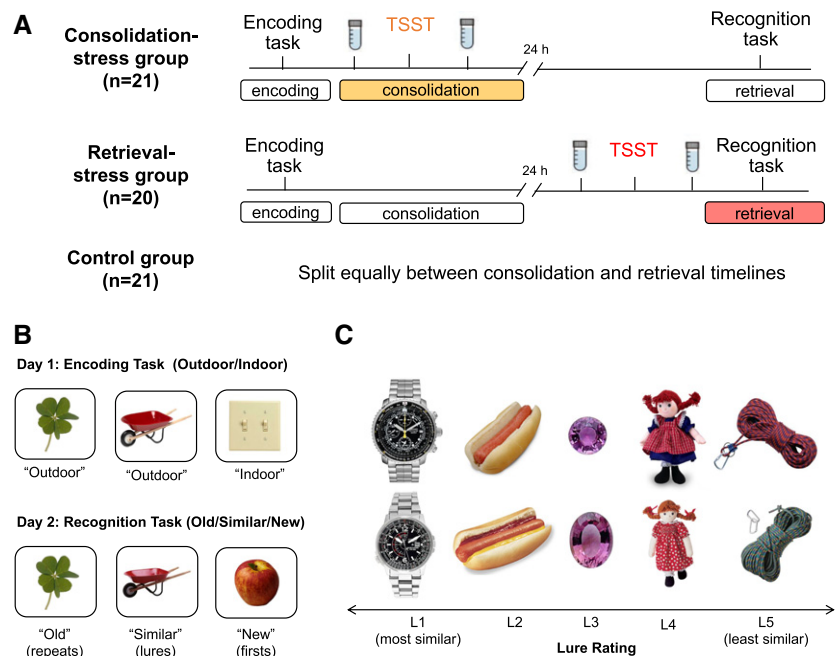 A
Consolidation-
stress group
(n=21)
Encoding
task
TSST
24 h
Recognition
task
encoding
consolidation
retrieval
Retrieval-
stress group
(n=20)
Encoding
task
24 h
TSST
Recognition
task
encoding
consolidation
retrieval
Control group
(n=21)
Split equally between consolidation and retrieval timelines
B
Day 1: Encoding Task (Outdoor/Indoor)
“Outdoor”
“Outdoor”
“Indoor”
Day 2: Recognition Task (Old/Similar/New)
“Old”
(repeats)
“Similar”
(lures)
“New”
(firsts)
C
L1
(most similar)
L2
L3
L4
L5
(least similar)
Lure Rating